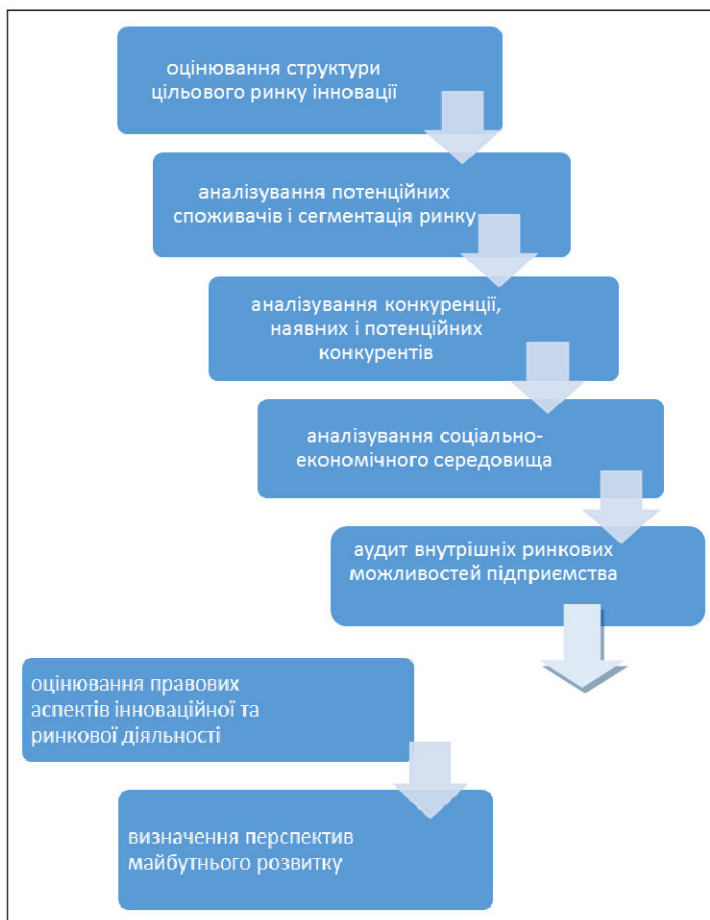 оцінювання структури
цільового ринку інновації
аналізування потенційних
споживачів і сегментація ринку
аналізування конкуренції,
наявних і потенційних
конкурентів
аналізування соціально-
економічного середовища
аудит внутрішніх ринкових
можливостей підприємства
оцінювання правових
аспектів інноваційної та
ринкової діяльності
визначення перспектив
майбутнього розвитку